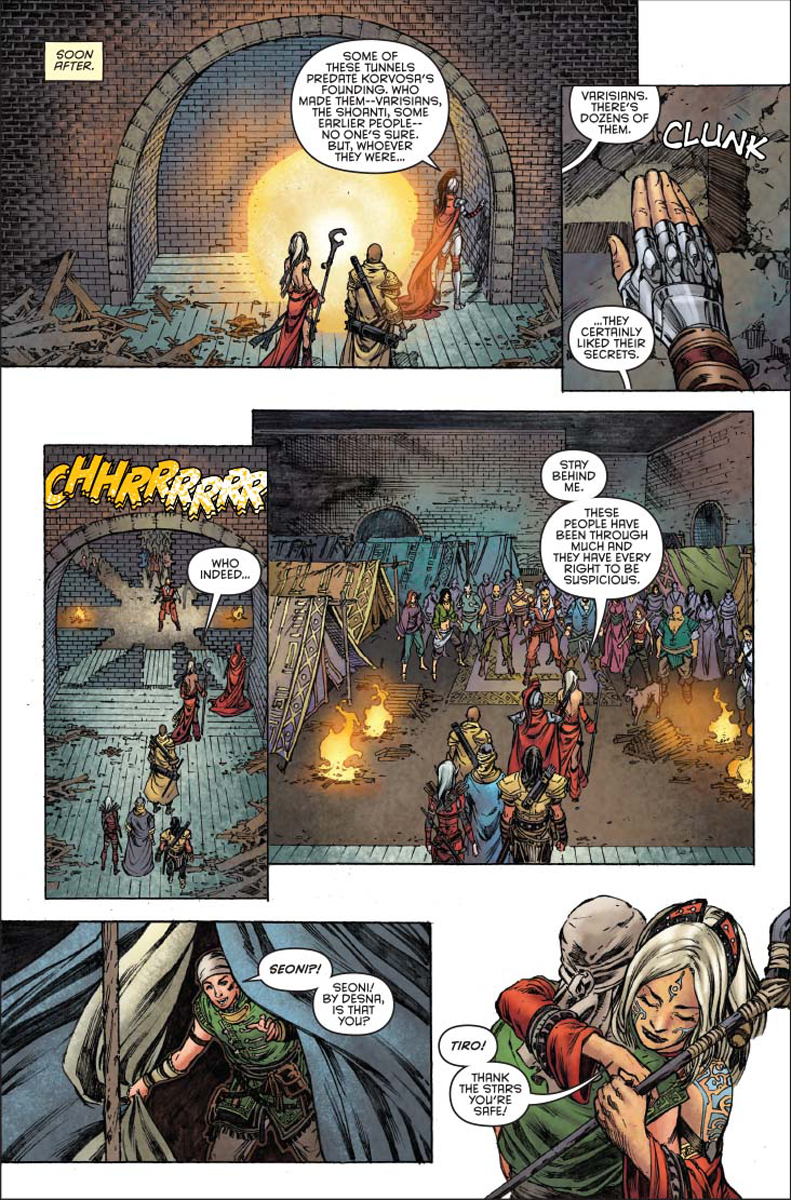 SOON
AFTER.
SOME OF
THESE TUNNELS
PREDATE KORVOSA'S
FOUNDING. WHO
MADE THEM--VARISIANS,
THE SHOANTI, SOME
EARLIER PEOPLE--
NO ONE'S SURE.
BUT, WHOEVER
THEY WERE...
VARISIANS.
THERE'S
DOZENS OF
THEM.
CLUNK
...THEY
CERTAINLY
LIKED THEIR
SECRETS.
CHHRRRRRRR
WHO
INDEED...
STAY
BEHIND
ME.
THESE
PEOPLE HAVE
BEEN THROUGH
MUCH AND
THEY HAVE EVERY
RIGHT TO BE
SUSPICIOUS.
SEONI?!
SEONI!
BY DESNA,
IS THAT
YOU?
TIRO!
THANK
THE STARS
YOU'RE
SAFE!